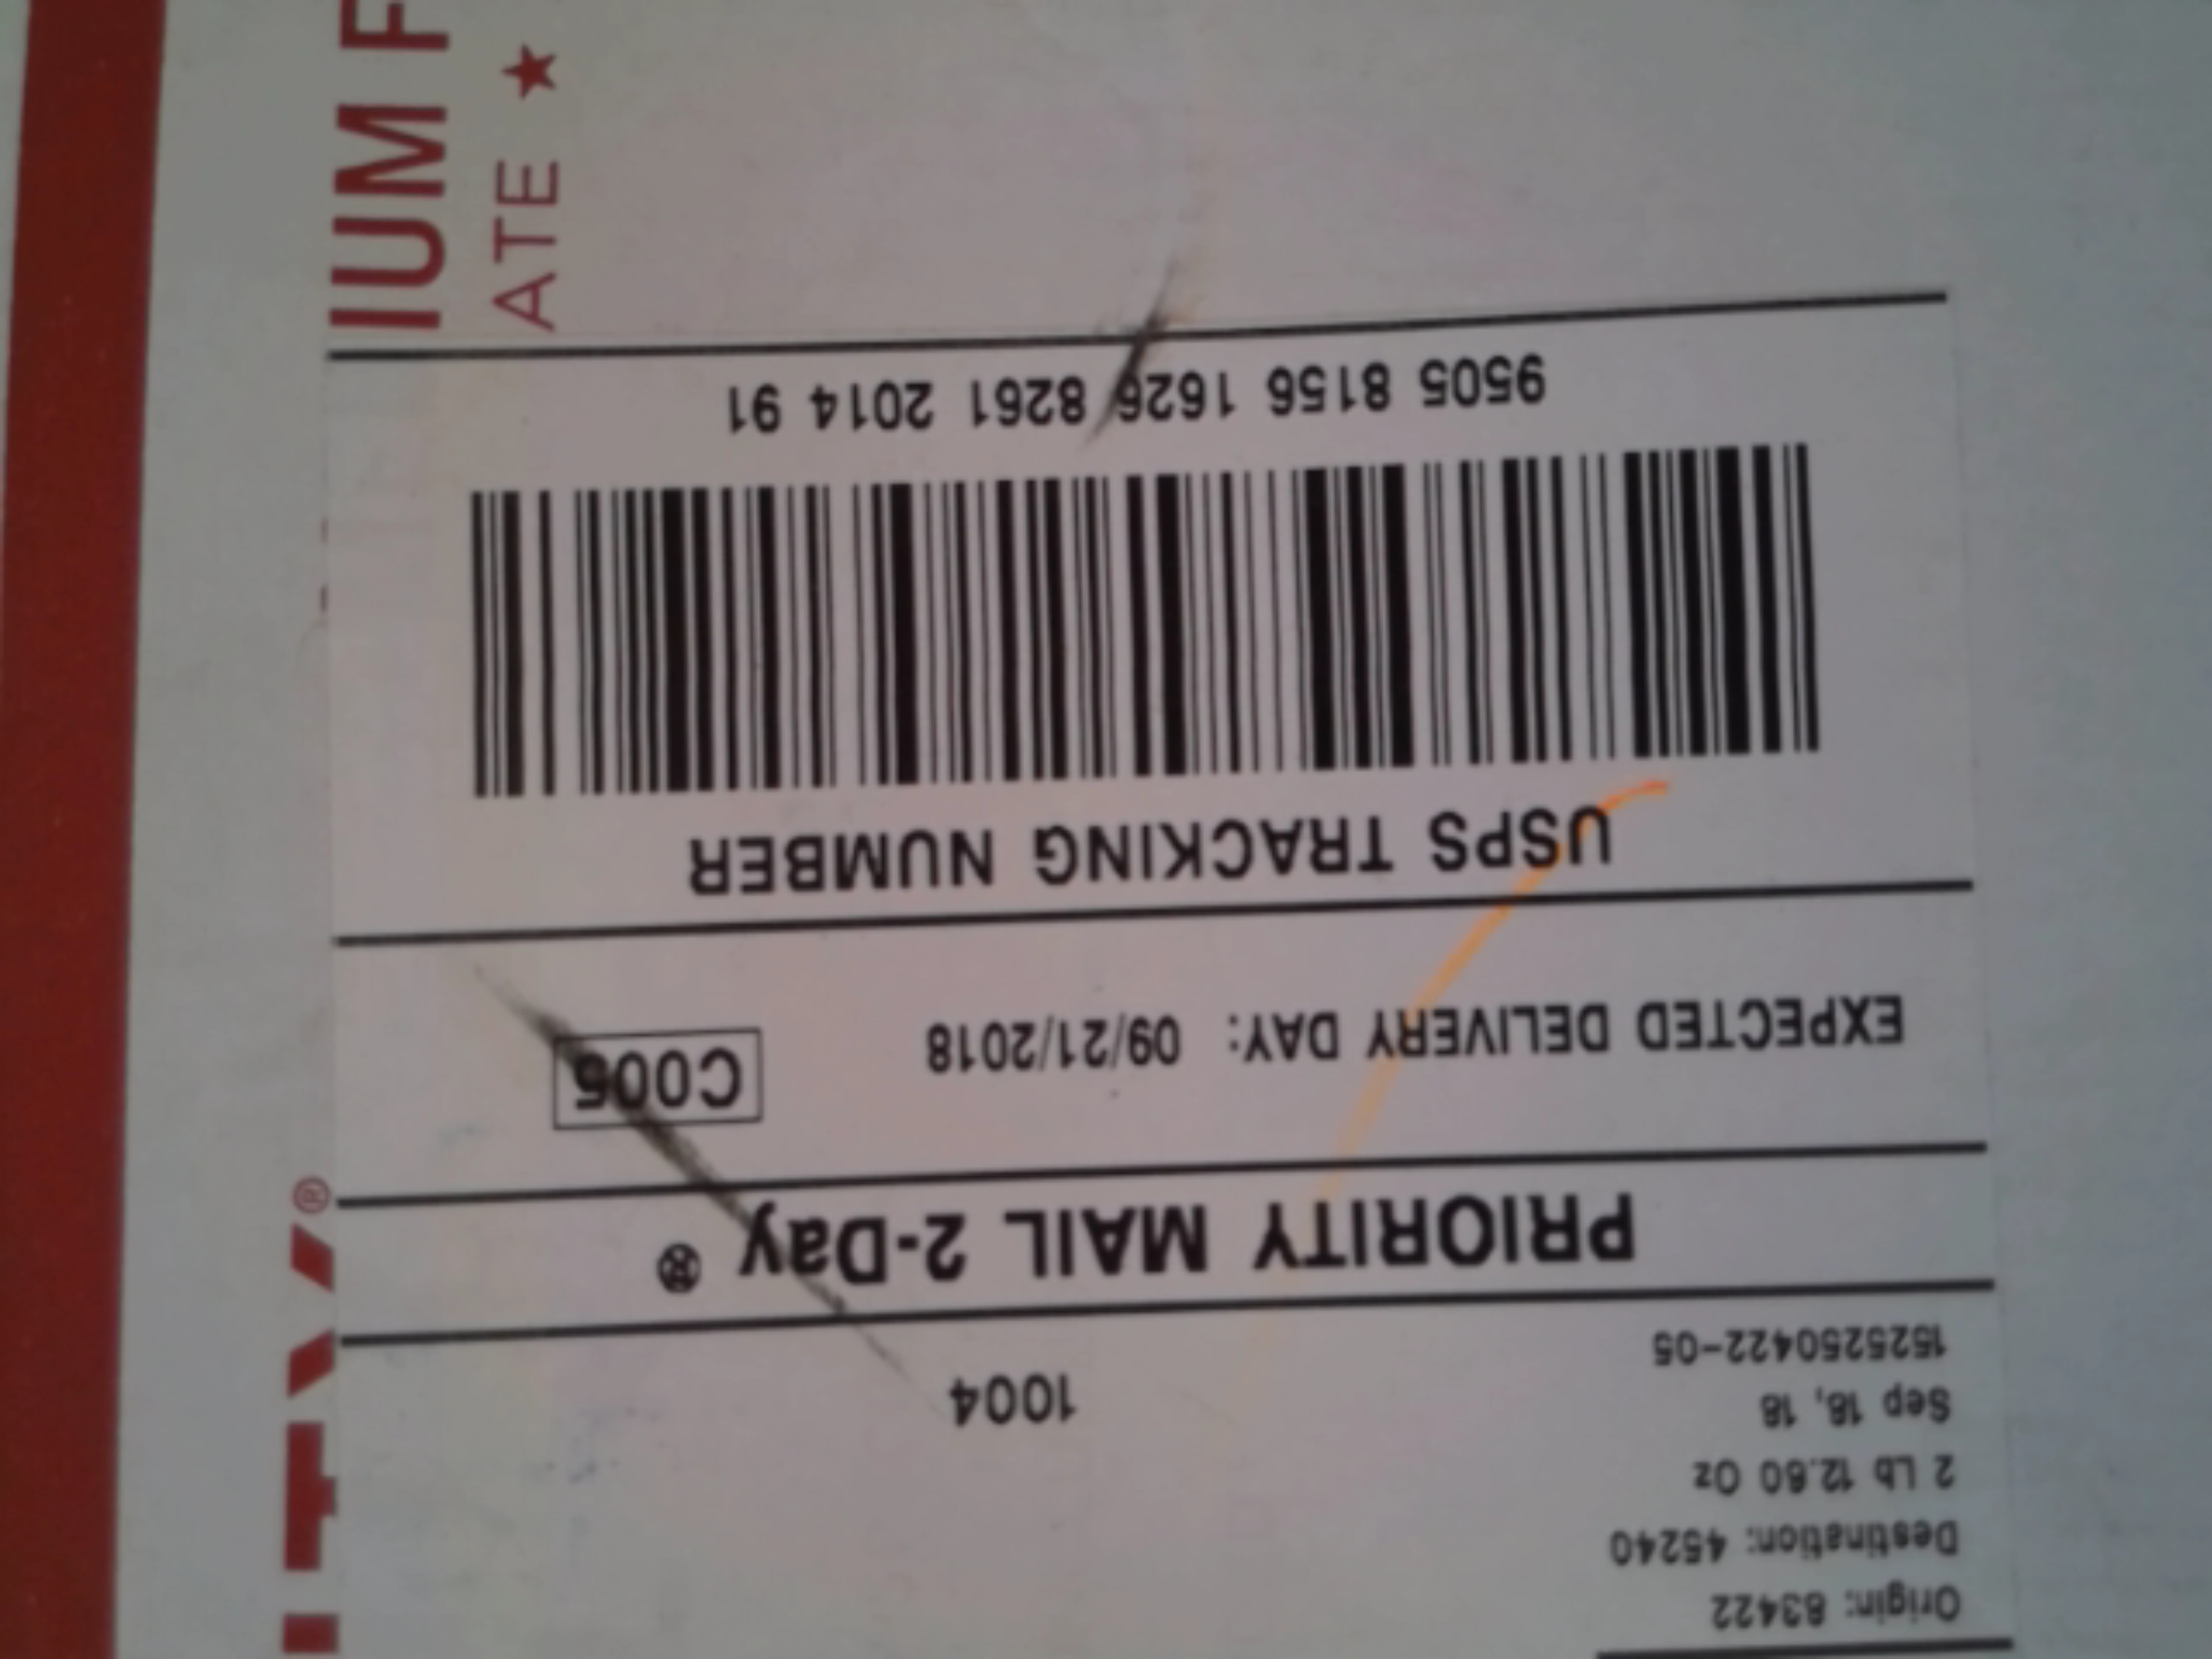 Origin: 83422
Destination: 45240
2 Lb 12.60 Oz
Sep 18, 18
1525250422-05
1004
PRIORITY MAIL 2-Day ®
EXPECTED DELIVERY DAY: 09/21/2018
C005
USPS TRACKING NUMBER
9505 8156 1626 8261 2014 91
IUM F
ATE ★
ITY®